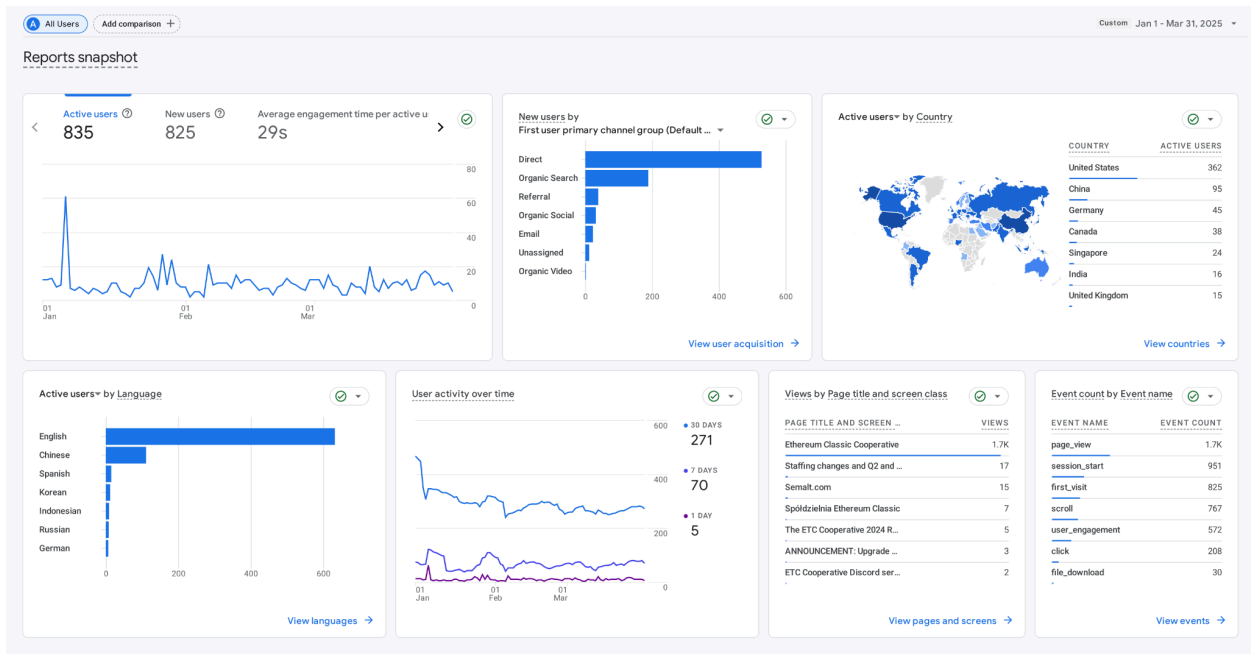 A All Users Add comparison + Custom Jan 1 - Mar 31, 2025
Reports snapshot
Active users New users Average engagement time per active u
835 825 29s
80
60
40
20
0
01 01 01
Jan Feb Mar
New users by
First user primary channel group (Default ...
Direct
Organic Search
Referral
Organic Social
Email
Unassigned
Organic Video
0 200 400 600
View user acquisition
Active users by Country
COUNTRY ACTIVE USERS
United States 362
China 95
Germany 45
Canada 38
Singapore 24
India 16
United Kingdom 15
View countries
Active users by Language
English
Chinese
Spanish
Korean
Indonesian
Russian
German
0 200 400 600
View languages
User activity over time
600
400
200
0
01 01 01
Jan Feb Mar
30 DAYS
271
7 DAYS
70
1 DAY
5
Views by Page title and screen class
PAGE TITLE AND SCREEN ... VIEWS
Ethereum Classic Cooperative 1.7K
Staffing changes and Q2 and ... 17
Semalt.com 15
Spółdzielnia Ethereum Classic 7
The ETC Cooperative 2024 R... 5
ANNOUNCEMENT: Upgrade ... 3
ETC Cooperative Discord ser... 2
View pages and screens
Event count by Event name
EVENT NAME EVENT COUNT
page_view 1.7K
session_start 951
first_visit 825
scroll 767
user_engagement 572
click 208
file_download 30
View events